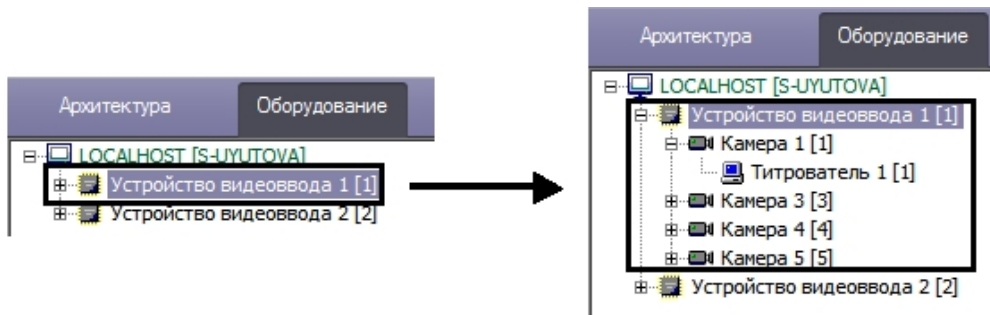 Архитектура Оборудование
LOCALHOST [S-UYUTOVA]
Устройство видеоввода 1 [1]
Устройство видеоввода 2 [2]
Архитектура Оборудование
LOCALHOST [S-UYUTOVA]
Устройство видеоввода 1 [1]
Камера 1 [1]
Титрователь 1 [1]
Камера 3 [3]
Камера 4 [4]
Камера 5 [5]
Устройство видеоввода 2 [2]